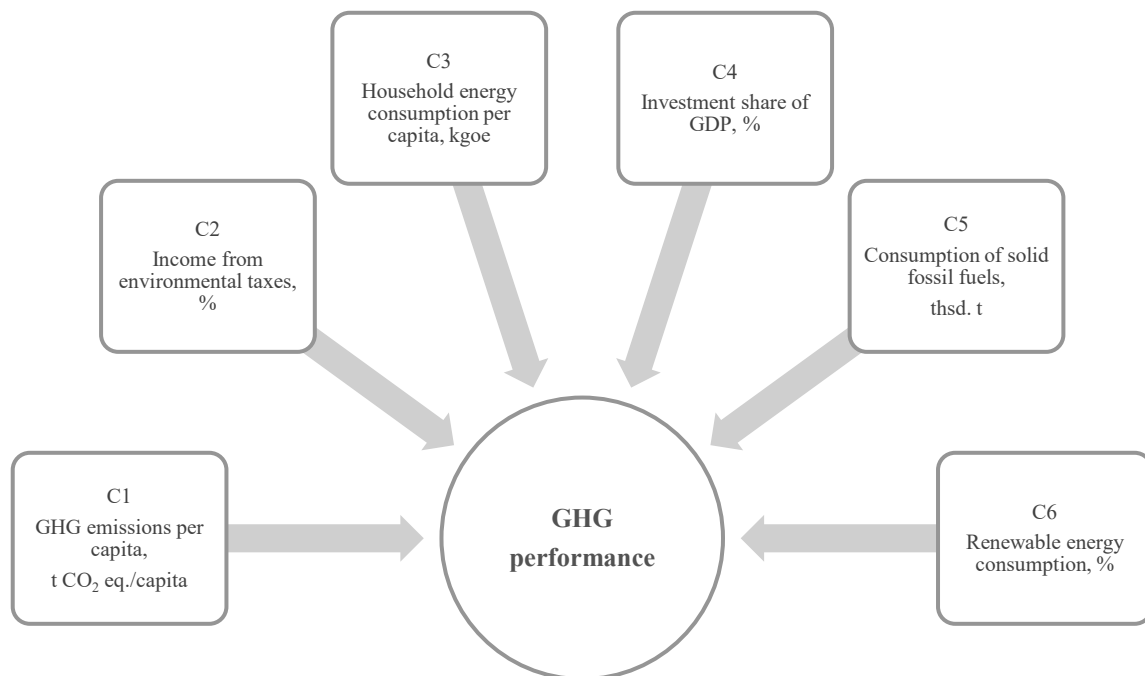 C1
GHG emissions per
capita,
t CO₂ eq./capita
C2
Income from
environmental taxes,
%
C3
Household energy
consumption per
capita, kgoe
C4
Investment share of
GDP, %
C5
Consumption of solid
fossil fuels,
thsd. t
C6
Renewable energy
consumption, %
GHG
performance